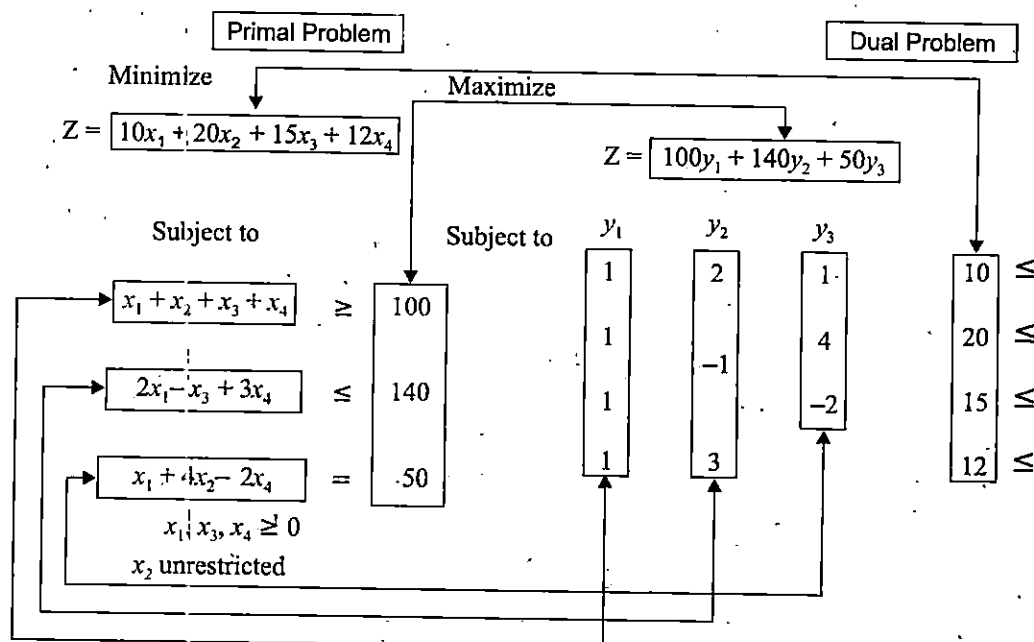 Primal Problem
Dual Problem
Minimize
Maximize
Z = 10x₁ + 20x₂ + 15x₃ + 12x₄
Z = 100y₁ + 140y₂ + 50y₃
Subject to
Subject to
y₁ y₂ y₃
x₁ + x₂ + x₃ + x₄ ≥ 100
2x₁ – x₃ + 3x₄ ≤ 140
x₁ + 4x₂ – 2x₄ = 50
x₁, x₃, x₄ ≥ 0
x₂ unrestricted
1 2 1 10 ≤
1 4 20 ≤
–1
1 –2 15 ≤
1 3 12 ≤